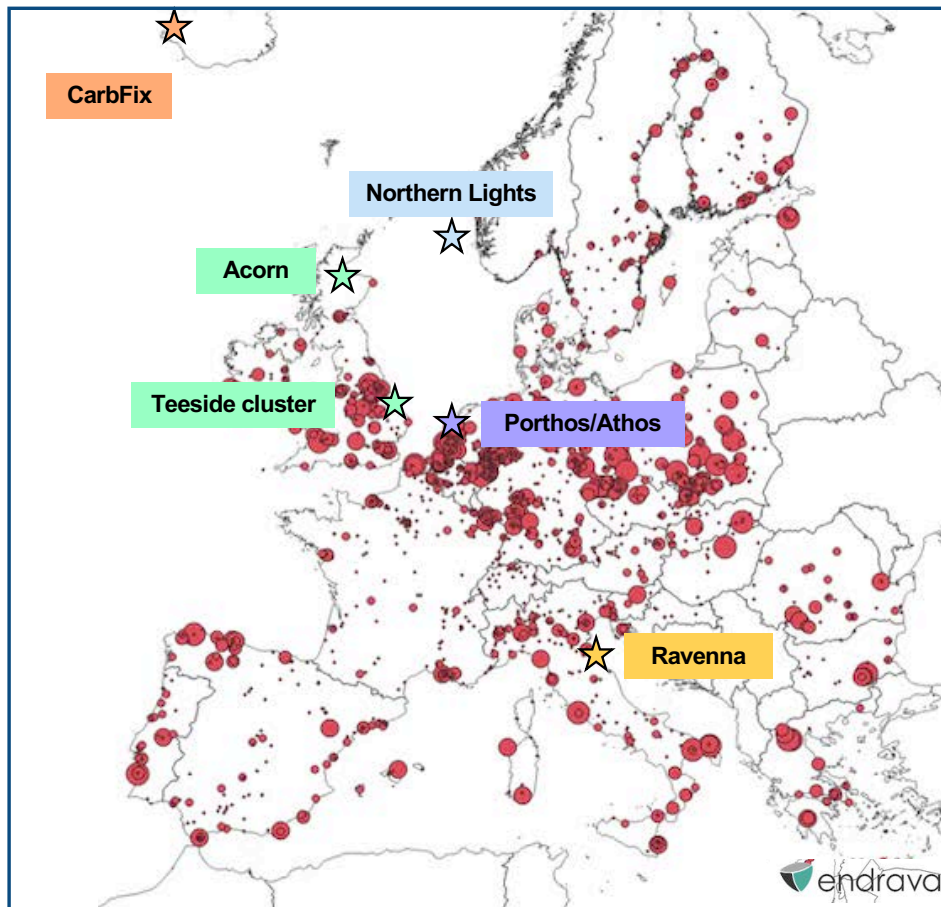 CarbFix
Northern Lights
Acorn
Teeside cluster
Porthos/Athos
Ravenna
endrava